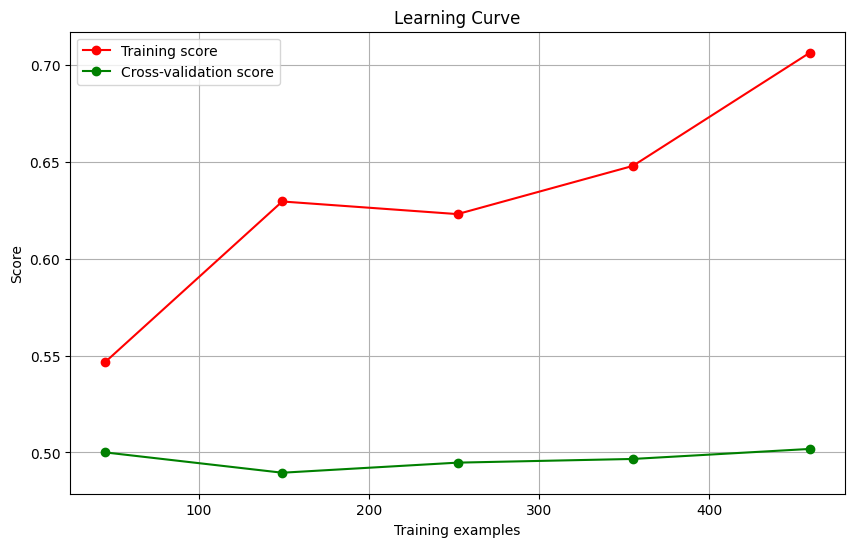 Learning Curve
Training score
Cross-validation score
0.70
0.65
0.60
0.55
0.50
Score
100 200 300 400
Training examples